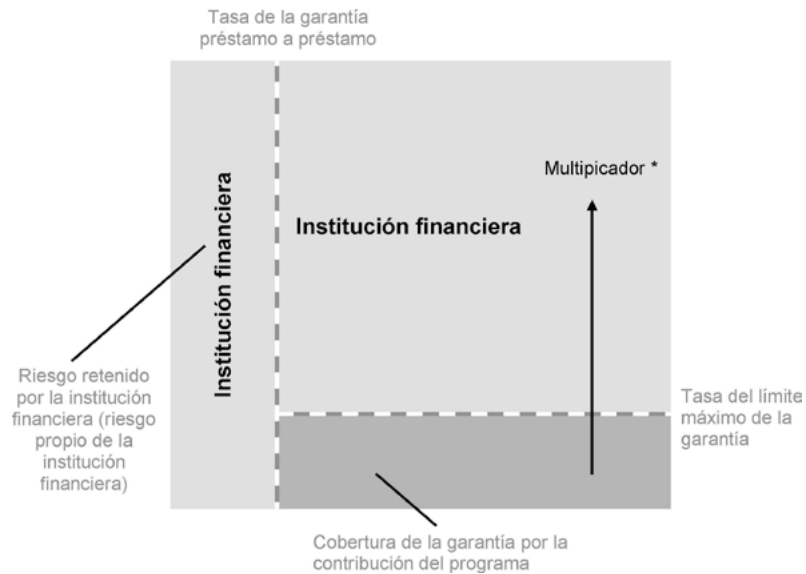 Tasa de la garantía
préstamo a préstamo
Multipicador *
Institución financiera
Institución financiera
Riesgo retenido
por la institución
financiera (riesgo
propio de la
institución
financiera)
Tasa del límite
máximo de la
garantía
Cobertura de la garantía por la
contribución del programa